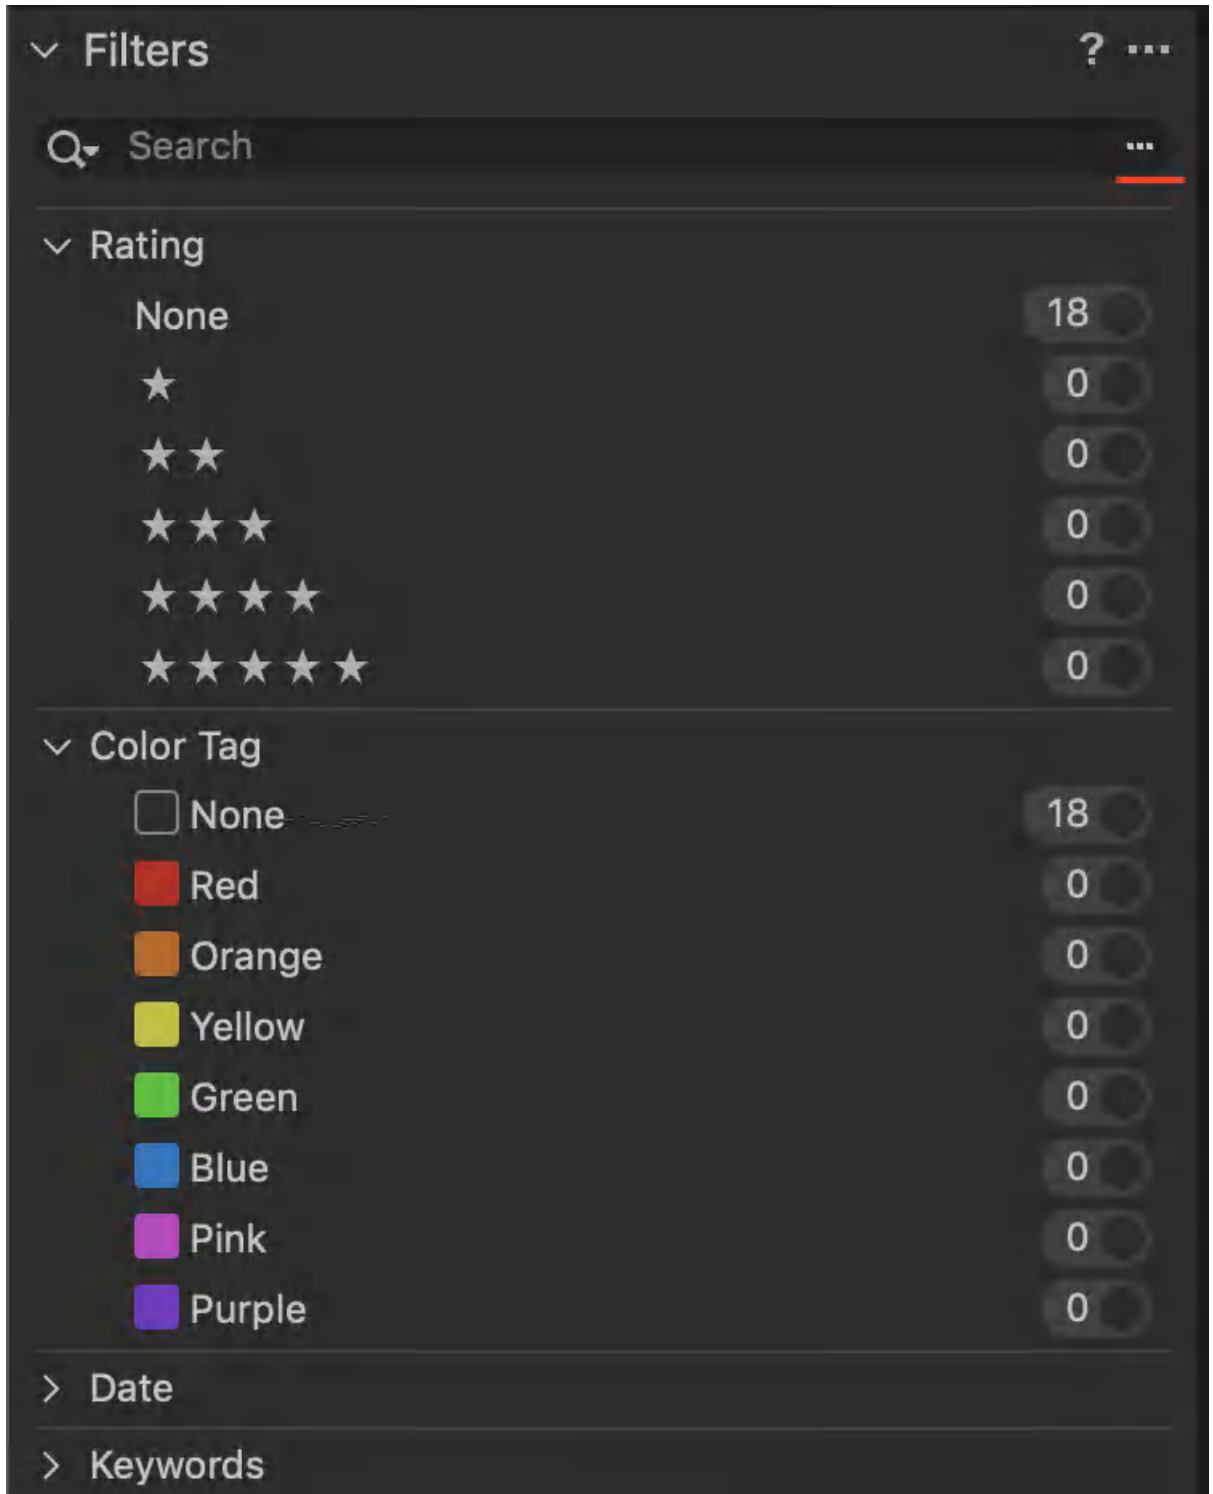 Filters ? ...
Search ...
Rating
None 18
0
0
0
0
0
Color Tag
None 18
Red 0
Orange 0
Yellow 0
Green 0
Blue 0
Pink 0
Purple 0
Date
Keywords